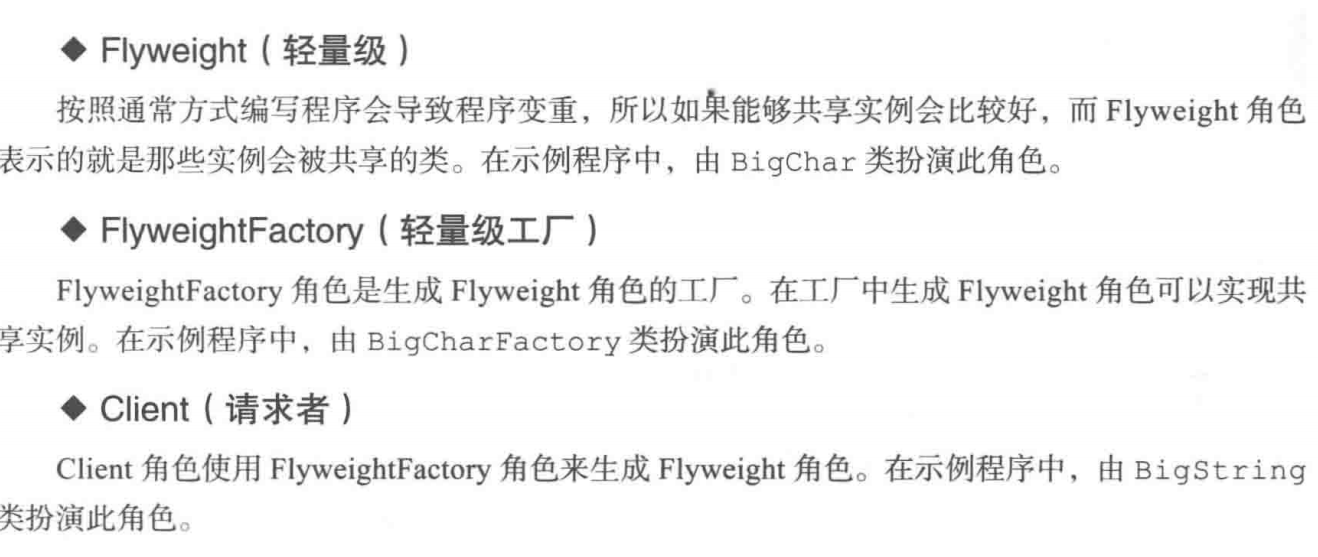 ◆ Flyweight（轻量级）
按照通常方式编写程序会导致程序变重，所以如果能够共享实例会比较好，而 Flyweight 角色
表示的就是那些实例会被共享的类。在示例程序中，由 BigChar 类扮演此角色。
◆ FlyweightFactory（轻量级工厂）
FlyweightFactory 角色是生成 Flyweight 角色的工厂。在工厂中生成 Flyweight 角色可以实现共
享实例。在示例程序中，由 BigCharFactory 类扮演此角色。
◆ Client（请求者）
Client 角色使用 FlyweightFactory 角色来生成 Flyweight 角色。在示例程序中，由 BigString
类扮演此角色。